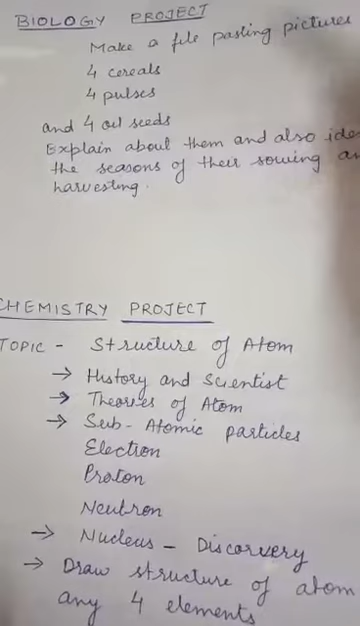 BIOLOGY PROJECT
Make a file pasting pictures
4 cereals
4 pulses
and 4 oil seeds
Explain about them and also
the seasons of their sowing
harvesting.
CHEMISTRY PROJECT
TOPIC - Structure of Atom
→ History and Scientist
→ Theories of Atom
→ Sub-Atomic particles
Electron
Proton
Neutron
→ Nucleus - Discorvery
→ Draw structure of atom
any 4 elements